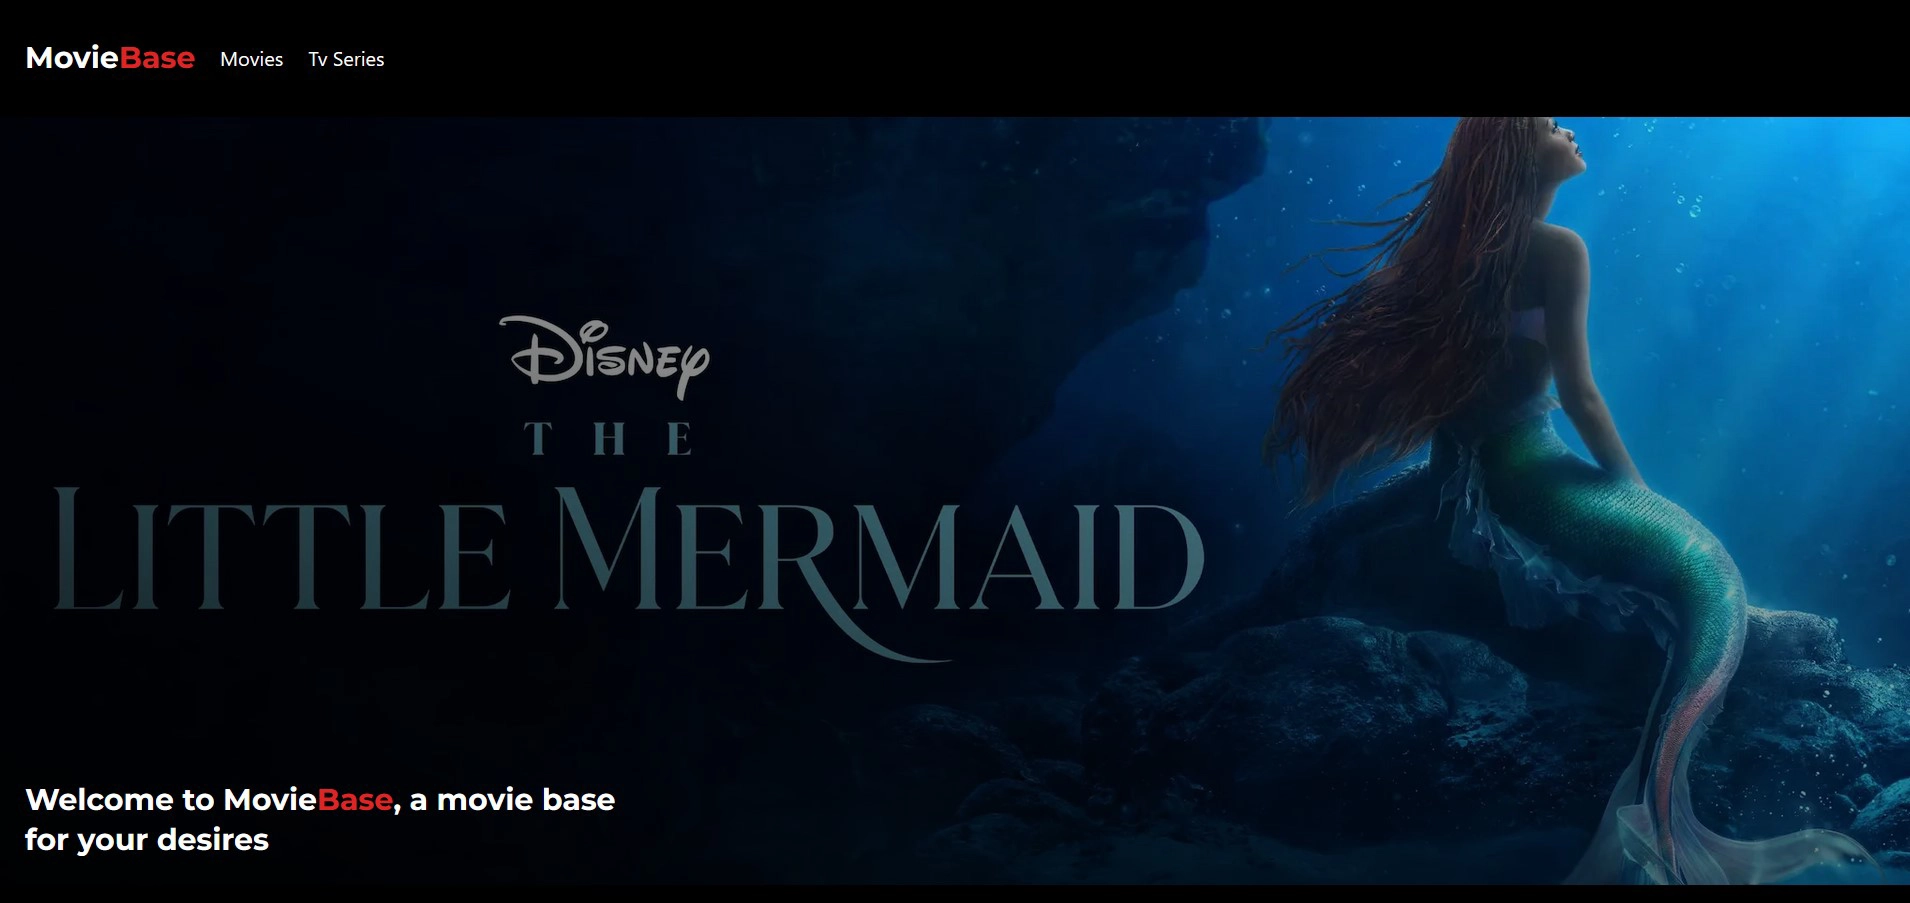 MovieBase Movies Tv Series
Disney
THE
LITTLE MERMAID
Welcome to MovieBase, a movie base
for your desires